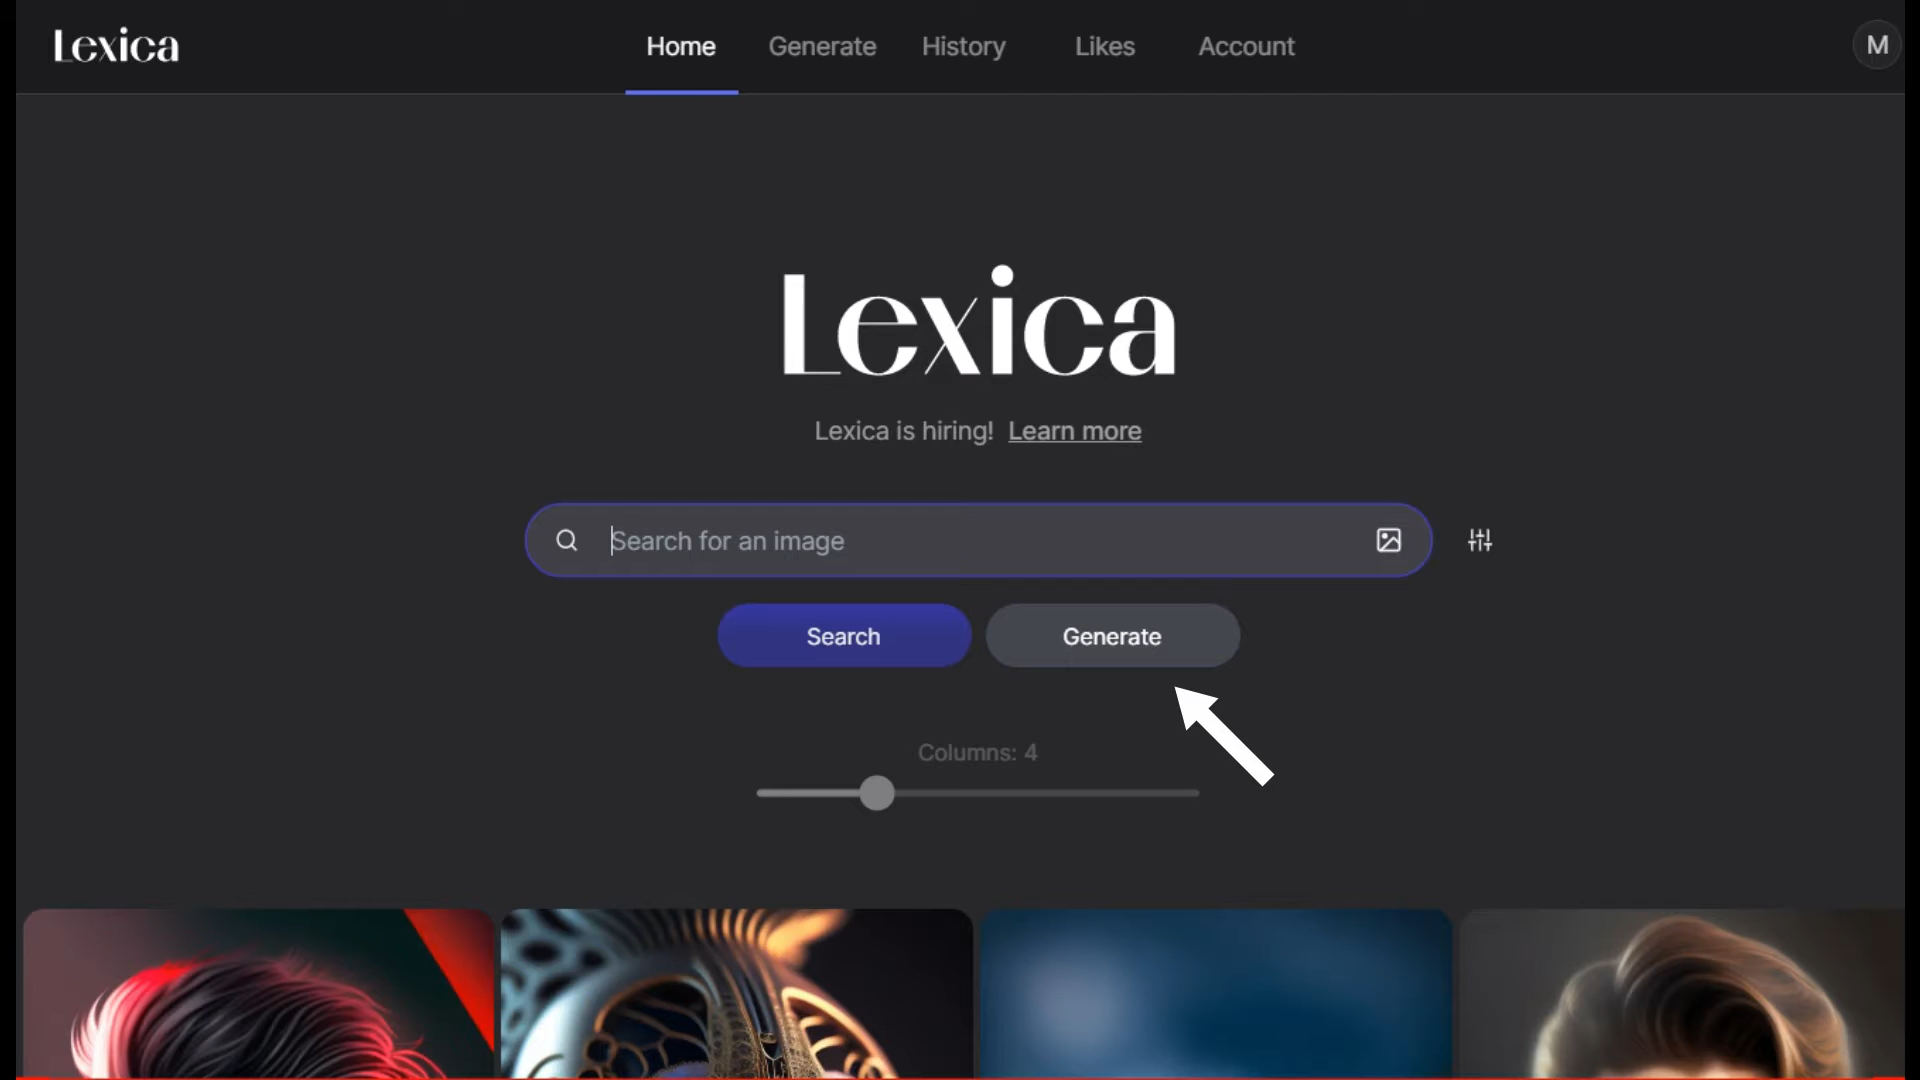 Lexica
Home Generate History Likes Account
M
Lexica
Lexica is hiring! Learn more
Search for an image
Search Generate
Columns: 4